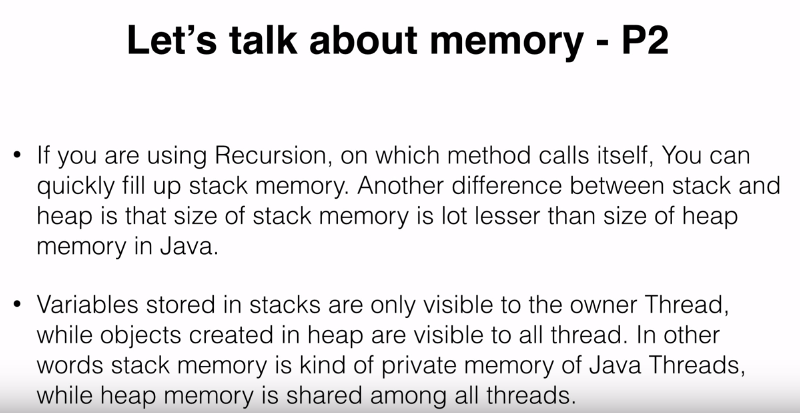 Let's talk about memory - P2
• If you are using Recursion, on which method calls itself, You can
quickly fill up stack memory. Another difference between stack and
heap is that size of stack memory is lot lesser than size of heap
memory in Java.
• Variables stored in stacks are only visible to the owner Thread,
while objects created in heap are visible to all thread. In other
words stack memory is kind of private memory of Java Threads,
while heap memory is shared among all threads.